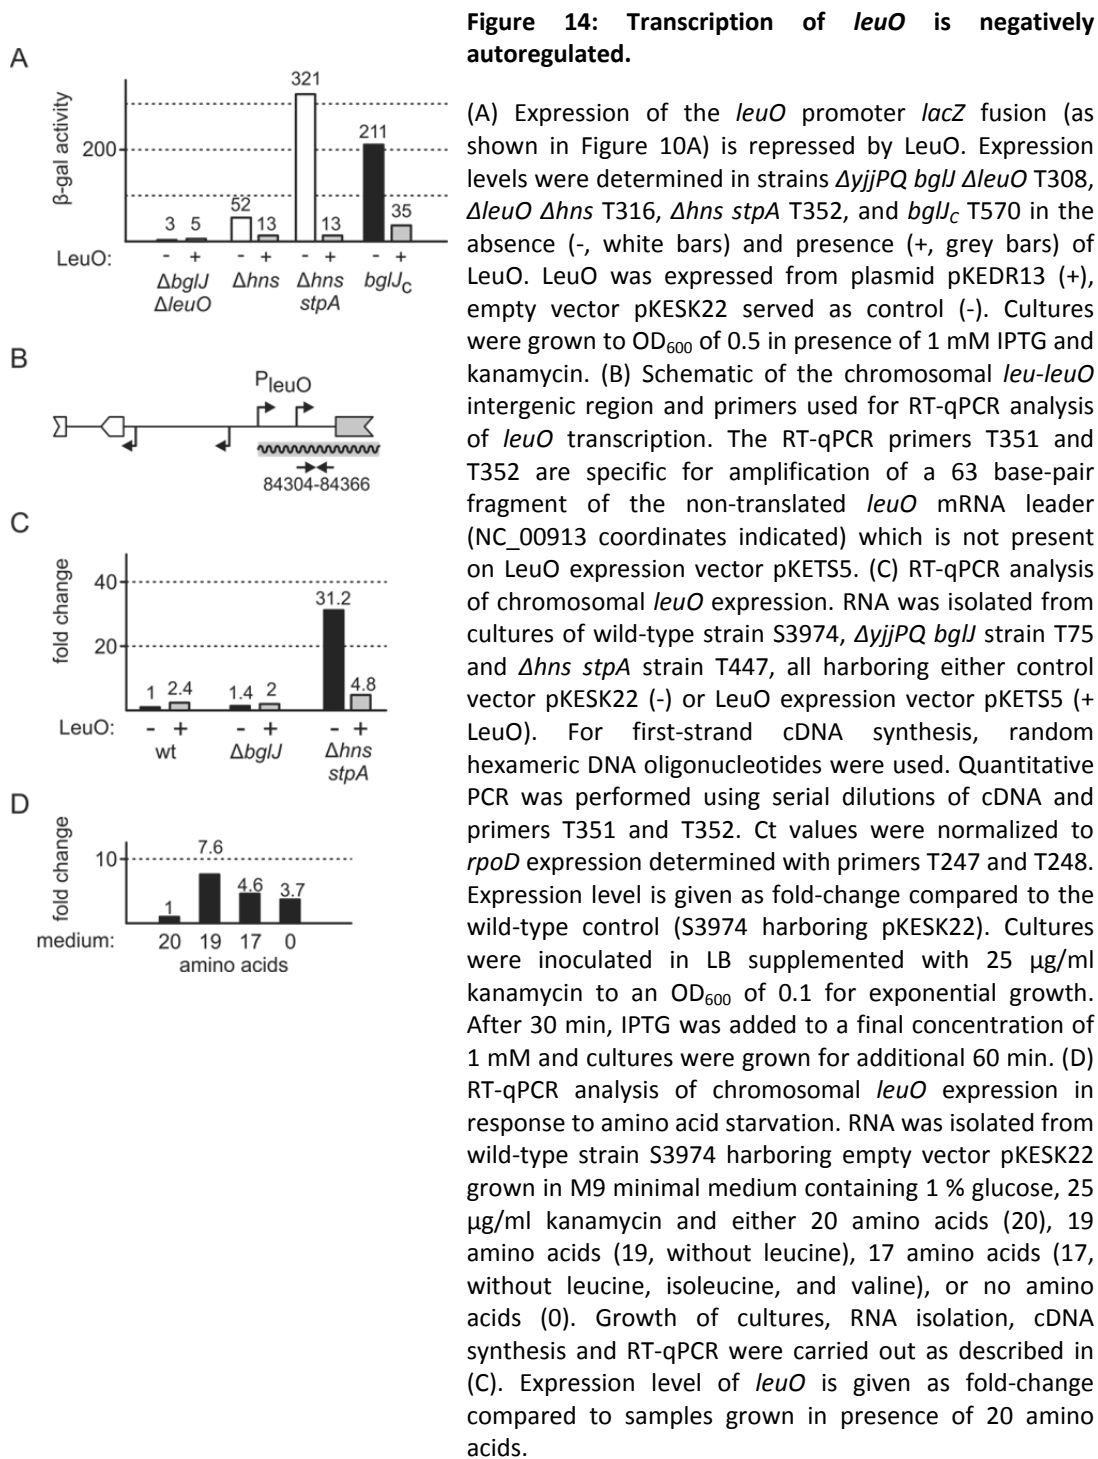 Figure 14: Transcription of leuO is negatively
autoregulated.
(A) Expression of the leuO promoter lacZ fusion (as
shown in Figure 10A) is repressed by LeuO. Expression
levels were determined in strains ΔyjjPQ bglJ ΔleuO T308,
ΔleuO Δhns T316, Δhns stpA T352, and bglJC T570 in the
absence (-, white bars) and presence (+, grey bars) of
LeuO. LeuO was expressed from plasmid pKEDR13 (+),
empty vector pKESK22 served as control (-). Cultures
were grown to OD600 of 0.5 in presence of 1 mM IPTG and
kanamycin. (B) Schematic of the chromosomal leu-leuO
intergenic region and primers used for RT-qPCR analysis
of leuO transcription. The RT-qPCR primers T351 and
T352 are specific for amplification of a 63 base-pair
fragment of the non-translated leuO mRNA leader
(NC_00913 coordinates indicated) which is not present
on LeuO expression vector pKETS5. (C) RT-qPCR analysis
of chromosomal leuO expression. RNA was isolated from
cultures of wild-type strain S3974, ΔyjjPQ bglJ strain T75
and Δhns stpA strain T447, all harboring either control
vector pKESK22 (-) or LeuO expression vector pKETS5 (+
LeuO). For first-strand cDNA synthesis, random
hexameric DNA oligonucleotides were used. Quantitative
PCR was performed using serial dilutions of cDNA and
primers T351 and T352. Ct values were normalized to
rpoD expression determined with primers T247 and T248.
Expression level is given as fold-change compared to the
wild-type control (S3974 harboring pKESK22). Cultures
were inoculated in LB supplemented with 25 µg/ml
kanamycin to an OD600 of 0.1 for exponential growth.
After 30 min, IPTG was added to a final concentration of
1 mM and cultures were grown for additional 60 min. (D)
RT-qPCR analysis of chromosomal leuO expression in
response to amino acid starvation. RNA was isolated from
wild-type strain S3974 harboring empty vector pKESK22
grown in M9 minimal medium containing 1 % glucose, 25
µg/ml kanamycin and either 20 amino acids (20), 19
amino acids (19, without leucine), 17 amino acids (17,
without leucine, isoleucine, and valine), or no amino
acids (0). Growth of cultures, RNA isolation, cDNA
synthesis and RT-qPCR were carried out as described in
(C). Expression level of leuO is given as fold-change
compared to samples grown in presence of 20 amino
acids.
A
β-gal activity
200
3 5 52 13 321 13 211 35
LeuO: - + - + - + - +
ΔbglJ Δhns Δhns bglJC
ΔleuO stpA
B
PleuO
84304-84366
C
fold change
40
20
1 2.4 1.4 2 31.2 4.8
LeuO: - + - + - +
wt ΔbglJ Δhns
stpA
D
fold change
10
1 7.6 4.6 3.7
medium: 20 19 17 0
amino acids